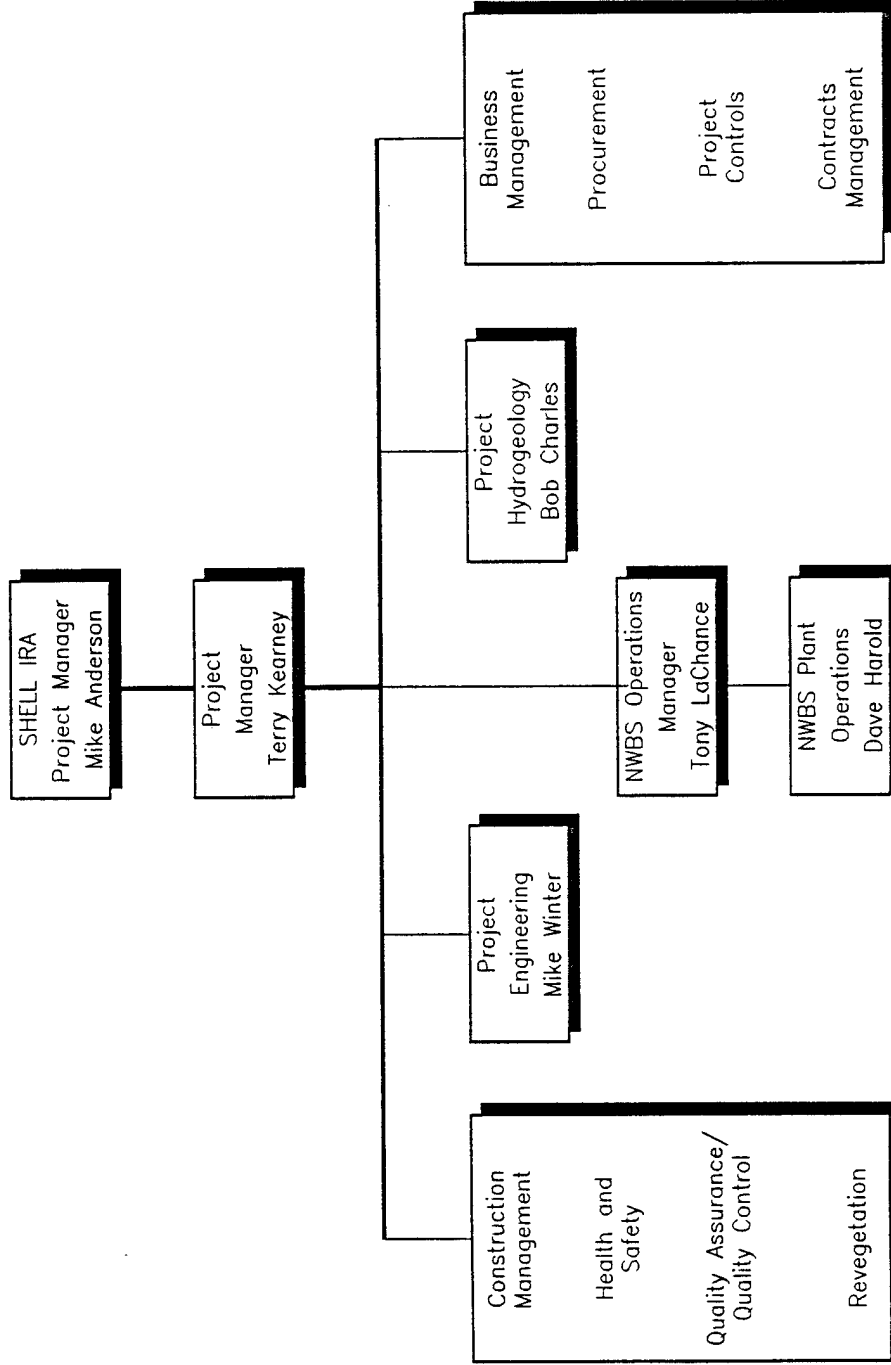 SHELL IRA
Project Manager
Mike Anderson
Project
Manager
Terry Kearney
Construction
Management
Health and
Safety
Quality Assurance/
Quality Control
Revegetation
Project
Engineering
Mike Winter
NWBS Operations
Manager
Tony LaChance
NWBS Plant
Operations
Dave Harold
Project
Hydrogeology
Bob Charles
Business
Management
Procurement
Project
Controls
Contracts
Management